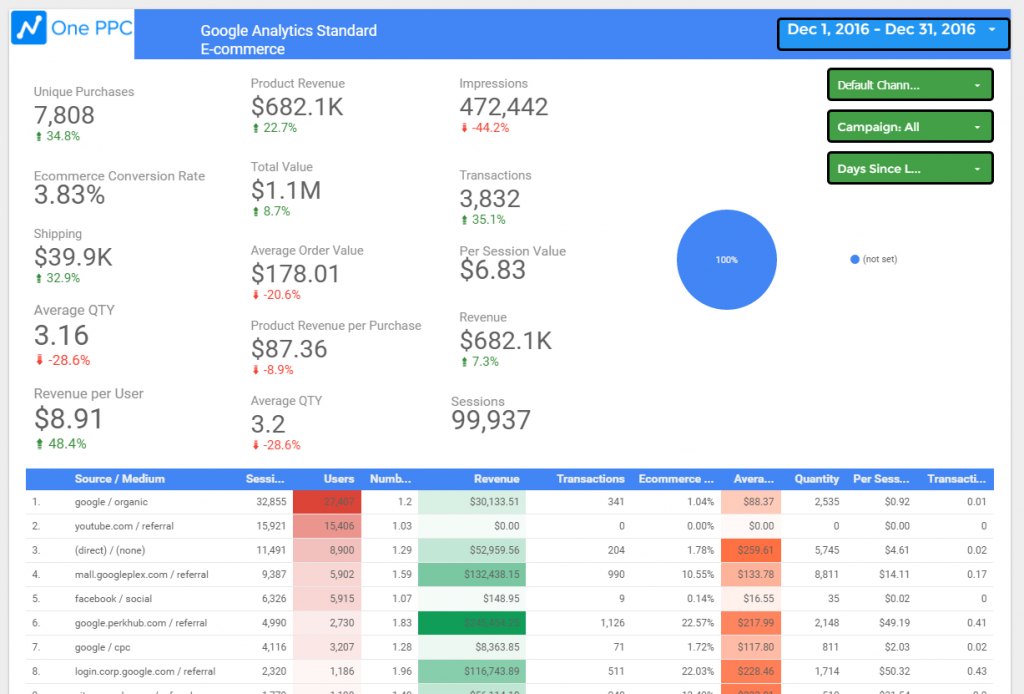 One PPC
Google Analytics Standard
E-commerce
Dec 1, 2016 - Dec 31, 2016
Default Chann...
Campaign: All
Days Since L...
Unique Purchases
7,808
34.8%
Product Revenue
$682.1K
22.7%
Impressions
472,442
-44.2%
Ecommerce Conversion Rate
3.83%
Total Value
$1.1M
8.7%
Transactions
3,832
35.1%
Shipping
$39.9K
32.9%
Average Order Value
$178.01
-20.6%
Per Session Value
$6.83
100%
(not set)
Average QTY
3.16
-28.6%
Product Revenue per Purchase
$87.36
-8.9%
Revenue
$682.1K
7.3%
Revenue per User
$8.91
48.4%
Average QTY
3.2
-28.6%
Sessions
99,937
Source / Medium Sessi... Users Numb... Revenue Transactions Ecommerce ... Avera... Quantity Per Sess... Transacti...
1. google / organic 32,855 1.2 $30,133.51 341 1.04% $88.37 2,535 $0.92 0.01
2. youtube.com / referral 15,921 15,406 1.03 $0.00 0 0.00% $0.00 0 $0.00 0
3. (direct) / (none) 11,491 8,900 1.29 $52,959.56 204 1.78% $259.61 5,745 $4.61 0.02
4. mall.googleplex.com / referral 9,387 5,902 1.59 $132,438.15 990 10.55% $133.78 8,811 $14.11 0.17
5. facebook / social 6,326 5,915 1.07 $148.95 9 0.14% $16.55 35 $0.02 0
6. google.perkhub.com / referral 4,990 2,730 1.83 1,126 22.57% $217.99 2,148 $49.19 0.41
7. google / cpc 4,116 3,207 1.28 $8,363.85 71 1.72% $117.80 811 $2.03 0.02
8. login.corp.google.com / referral 2,320 1,186 1.96 $116,743.89 511 22.03% $228.46 1,714 $50.32 0.43